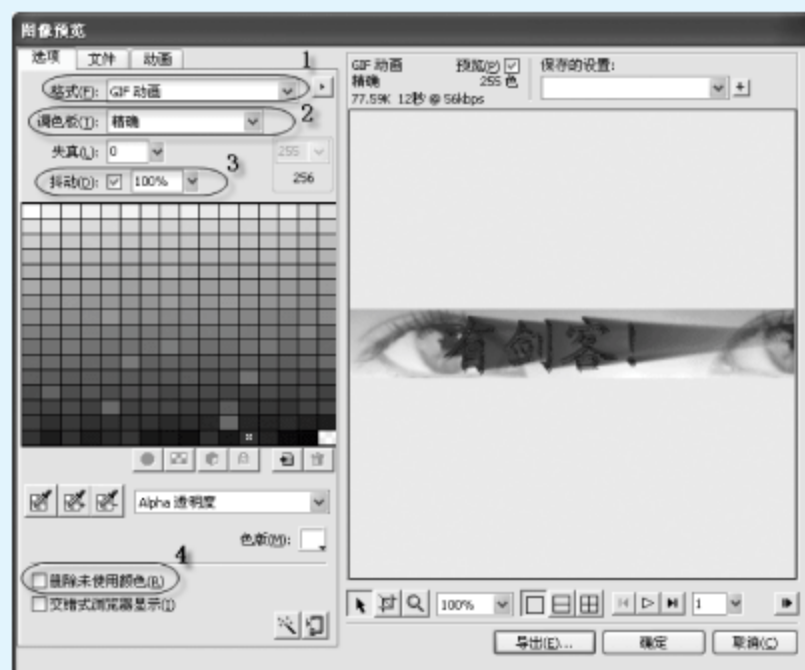 图像预览
选项 文件 动画
1
格式(F): GIF 动画
2
调色板(I): 精确
失真(L): 0
255
3
抖动(D): 100%
256
Alpha 透明度
色版(M):
4
删除未使用颜色(R)
交错式浏览器显示(I)
GIF 动画 预览(P) 保存的设置:
精确 255 色
77.59K 12秒 @ 56kbps
有剑客!
100%
1
导出(E)... 确定 取消(C)